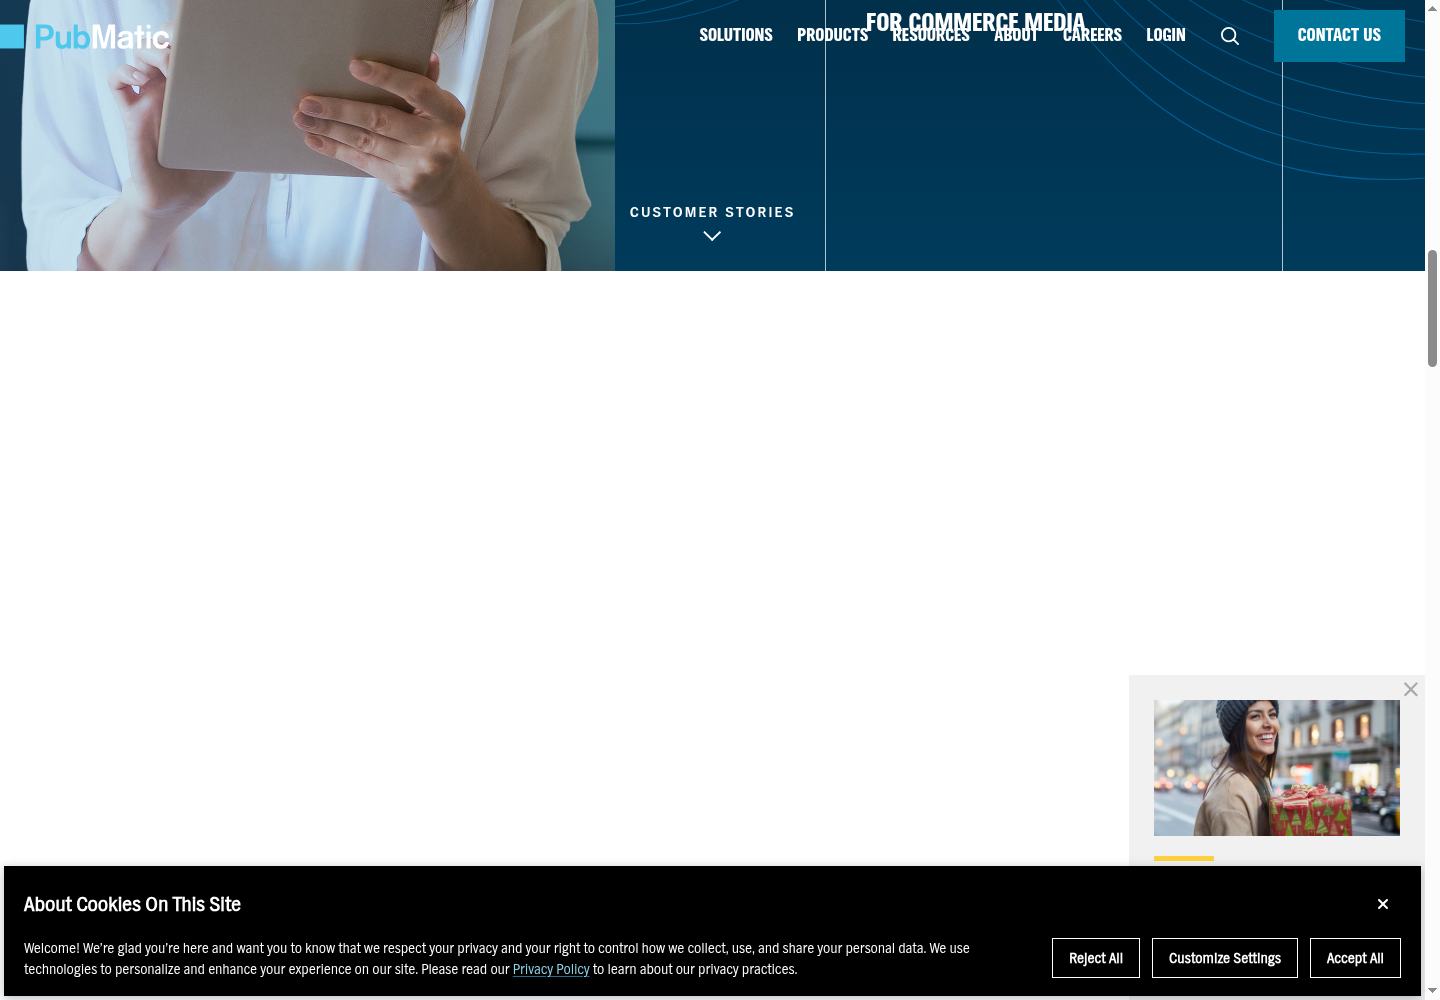 PubMatic
FOR COMMERCE MEDIA
SOLUTIONS
PRODUCTS
RESOURCES
ABOUT
CAREERS
LOGIN
CONTACT US
CUSTOMER STORIES
About Cookies On This Site
Welcome! We're glad you're here and want you to know that we respect your privacy and your right to control how we collect, use, and share your personal data. We use
technologies to personalize and enhance your experience on our site. Please read our Privacy Policy to learn about our privacy practices.
Reject All
Customize Settings
Accept All